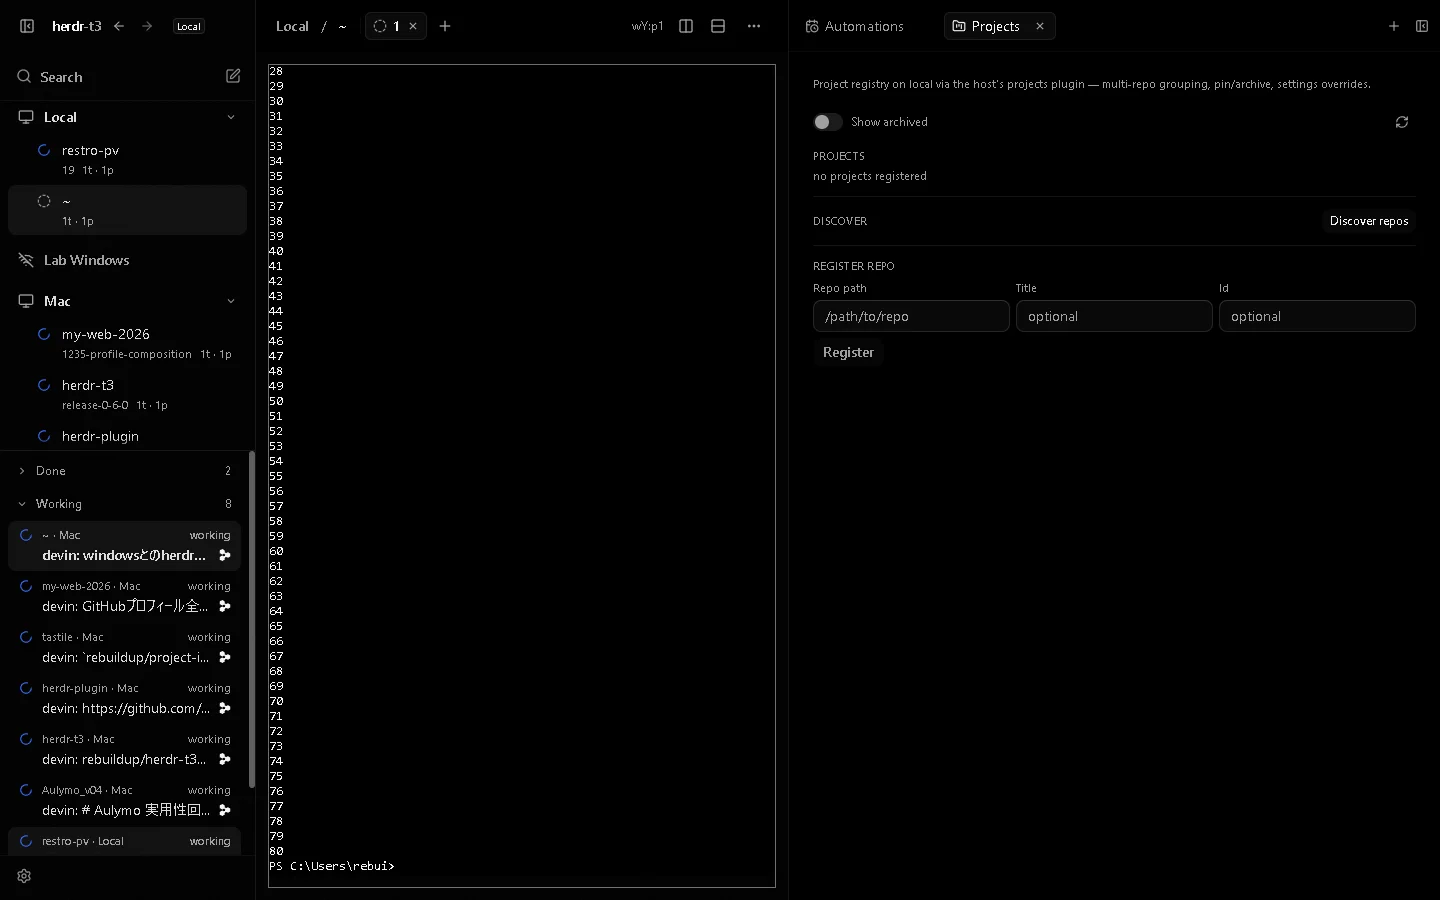 herdr-t3
Local
Search
Local
restro-pv
19 1t · 1p
~
1t · 1p
Lab Windows
Mac
my-web-2026
1235-profile-composition 1t · 1p
herdr-t3
release-0-6-0 1t · 1p
herdr-plugin
Done 2
Working 8
~ · Mac working
devin: windowsとのherdr...
my-web-2026 · Mac working
devin: GitHubプロフィール全...
tastile · Mac working
devin: `rebuildup/project-i...
herdr-plugin · Mac working
devin: https://github.com/...
herdr-t3 · Mac working
devin: rebuildup/herdr-t3...
Aulymo_v04 · Mac working
devin: # Aulymo 実用性回...
restro-pv · Local working
Local / ~ 1
wY:p1
28
29
30
31
32
33
34
35
36
37
38
39
40
41
42
43
44
45
46
47
48
49
50
51
52
53
54
55
56
57
58
59
60
61
62
63
64
65
66
67
68
69
70
71
72
73
74
75
76
77
78
79
80
PS C:\Users\rebui>
Automations
Projects
Project registry on local via the host's projects plugin — multi-repo grouping, pin/archive, settings overrides.
Show archived
PROJECTS
no projects registered
DISCOVER
Discover repos
REGISTER REPO
Repo path Title Id
/path/to/repo optional optional
Register